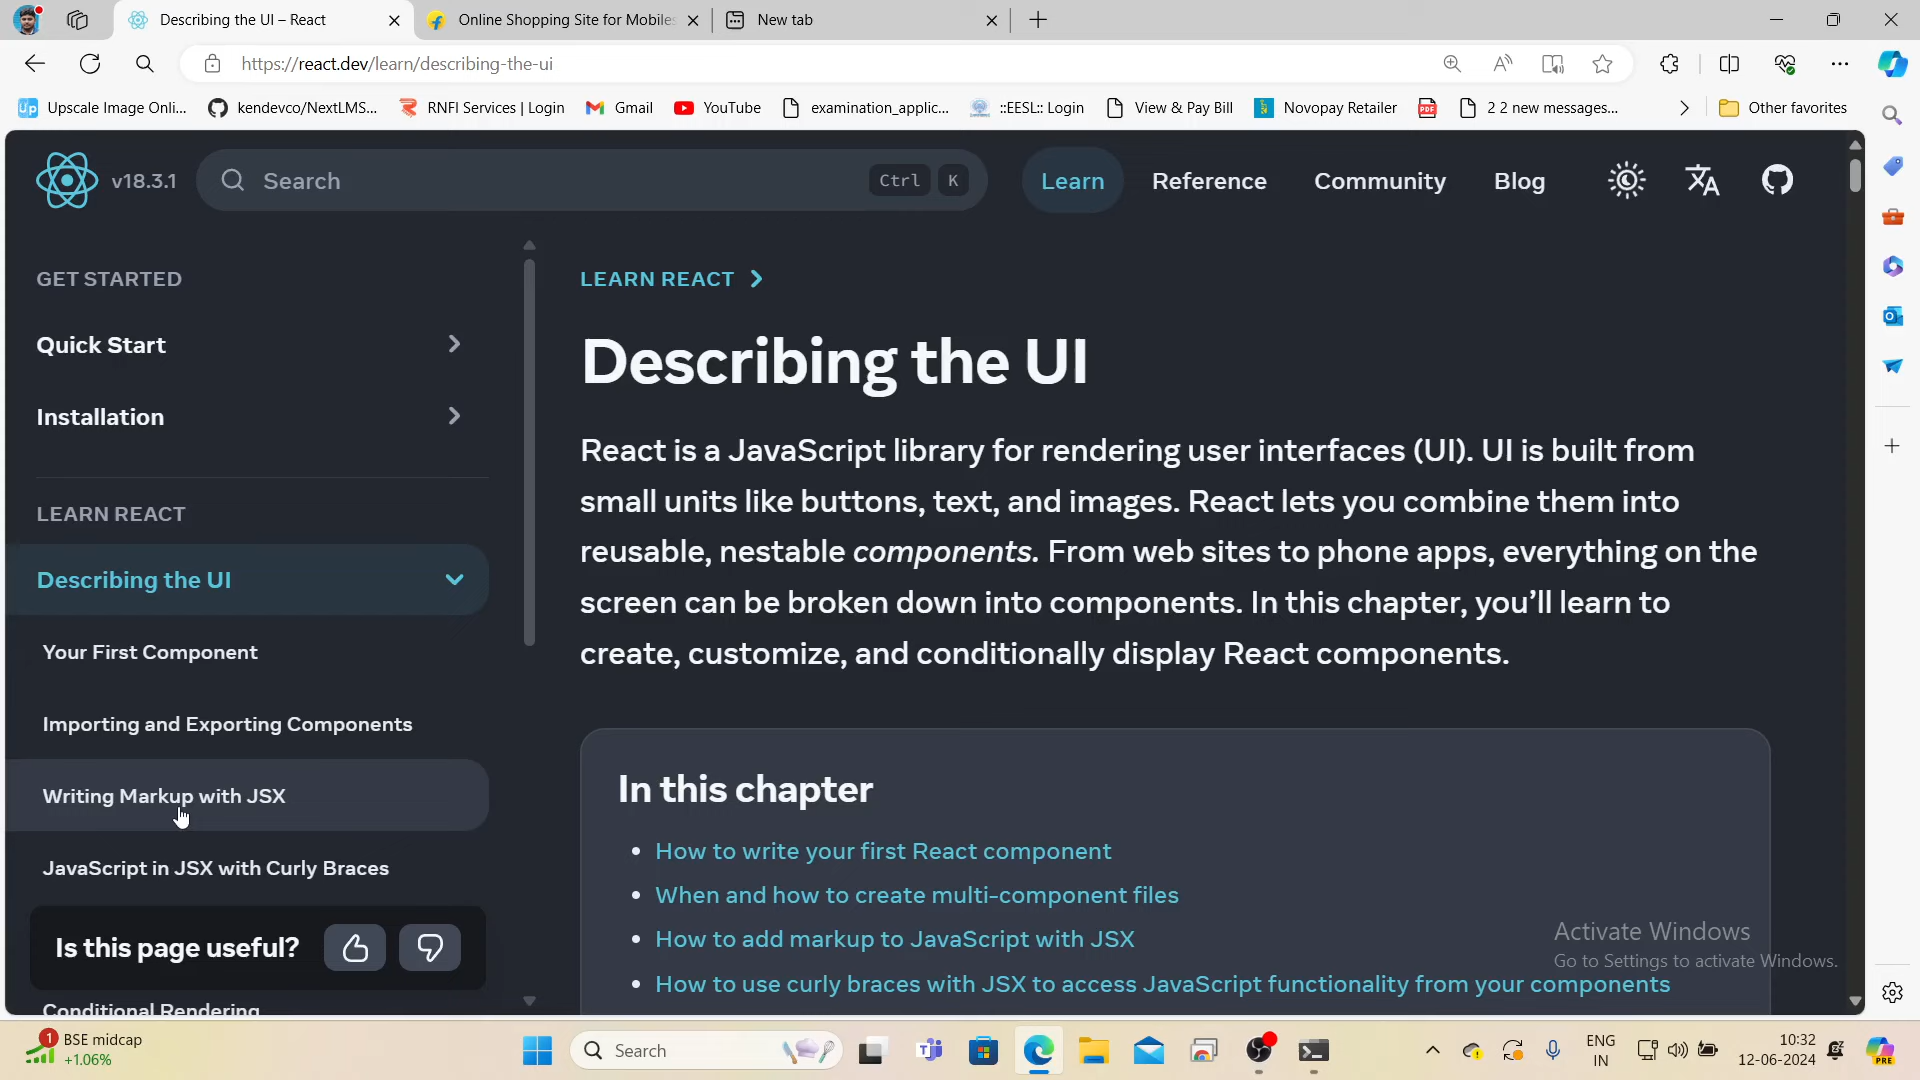 Describing the UI – React
Online Shopping Site for Mobiles
New tab
https://react.dev/learn/describing-the-ui
Upscale Image Onli...
kendevco/NextLMS...
RNFI Services | Login
Gmail
YouTube
examination_applic...
::EESL:: Login
View & Pay Bill
Novopay Retailer
PDF
2 2 new messages...
Other favorites
v18.3.1
Search
Ctrl K
Learn
Reference
Community
Blog
GET STARTED
Quick Start
Installation
LEARN REACT
Describing the UI
Your First Component
Importing and Exporting Components
Writing Markup with JSX
JavaScript in JSX with Curly Braces
Is this page useful?
Conditional Rendering
LEARN REACT
Describing the UI
React is a JavaScript library for rendering user interfaces (UI). UI is built from
small units like buttons, text, and images. React lets you combine them into
reusable, nestable components. From web sites to phone apps, everything on the
screen can be broken down into components. In this chapter, you’ll learn to
create, customize, and conditionally display React components.
In this chapter
• How to write your first React component
• When and how to create multi-component files
• How to add markup to JavaScript with JSX
• How to use curly braces with JSX to access JavaScript functionality from your components
Activate Windows
Go to Settings to activate Windows.
1
BSE midcap
+1.06%
Search
ENG
IN
10:32
12-06-2024
PRE